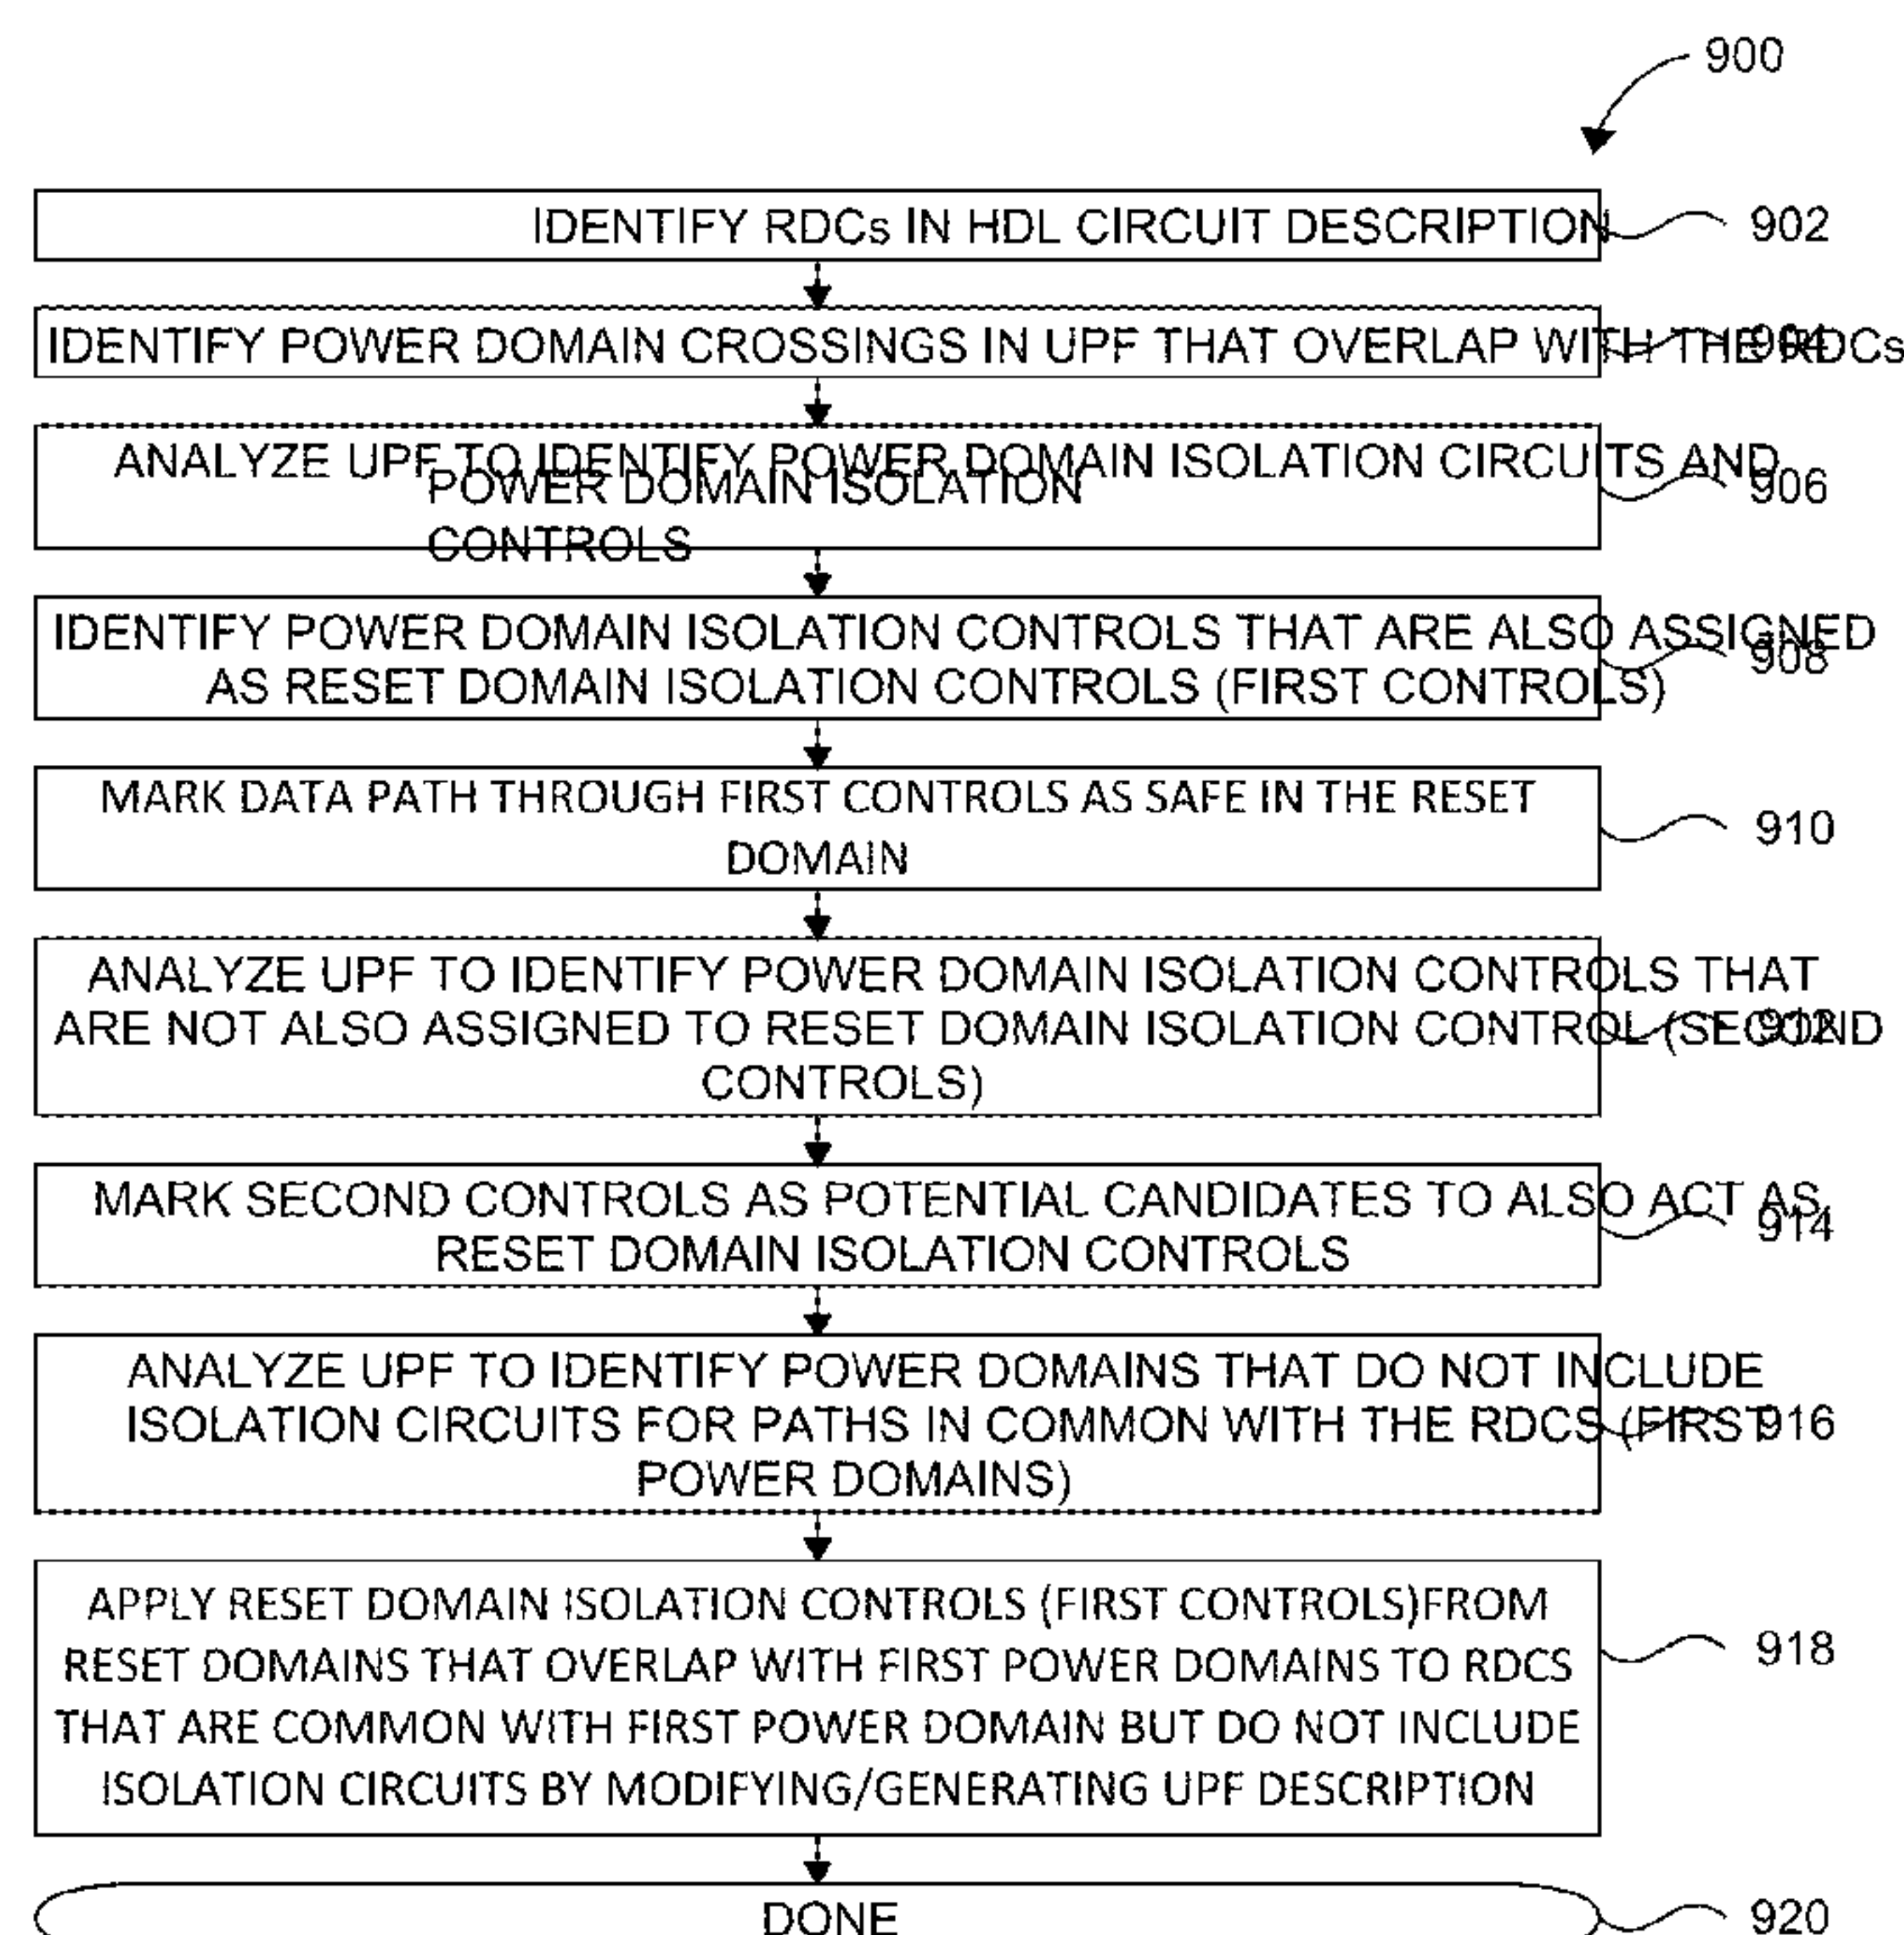 900
IDENTIFY RDCs IN HDL CIRCUIT DESCRIPTION
902
IDENTIFY POWER DOMAIN CROSSINGS IN UPF THAT OVERLAP WITH THE RDCs
904
ANALYZE UPF TO IDENTIFY POWER DOMAIN ISOLATION CIRCUITS AND
POWER DOMAIN ISOLATION
CONTROLS
906
IDENTIFY POWER DOMAIN ISOLATION CONTROLS THAT ARE ALSO ASSIGNED
AS RESET DOMAIN ISOLATION CONTROLS (FIRST CONTROLS)
908
MARK DATA PATH THROUGH FIRST CONTROLS AS SAFE IN THE RESET
DOMAIN
910
ANALYZE UPF TO IDENTIFY POWER DOMAIN ISOLATION CONTROLS THAT
ARE NOT ALSO ASSIGNED TO RESET DOMAIN ISOLATION CONTROL (SECOND
CONTROLS)
912
MARK SECOND CONTROLS AS POTENTIAL CANDIDATES TO ALSO ACT AS
RESET DOMAIN ISOLATION CONTROLS
914
ANALYZE UPF TO IDENTIFY POWER DOMAINS THAT DO NOT INCLUDE
ISOLATION CIRCUITS FOR PATHS IN COMMON WITH THE RDCS (FIRST
POWER DOMAINS)
916
APPLY RESET DOMAIN ISOLATION CONTROLS (FIRST CONTROLS)FROM
RESET DOMAINS THAT OVERLAP WITH FIRST POWER DOMAINS TO RDCS
THAT ARE COMMON WITH FIRST POWER DOMAIN BUT DO NOT INCLUDE
ISOLATION CIRCUITS BY MODIFYING/GENERATING UPF DESCRIPTION
918
DONE
920